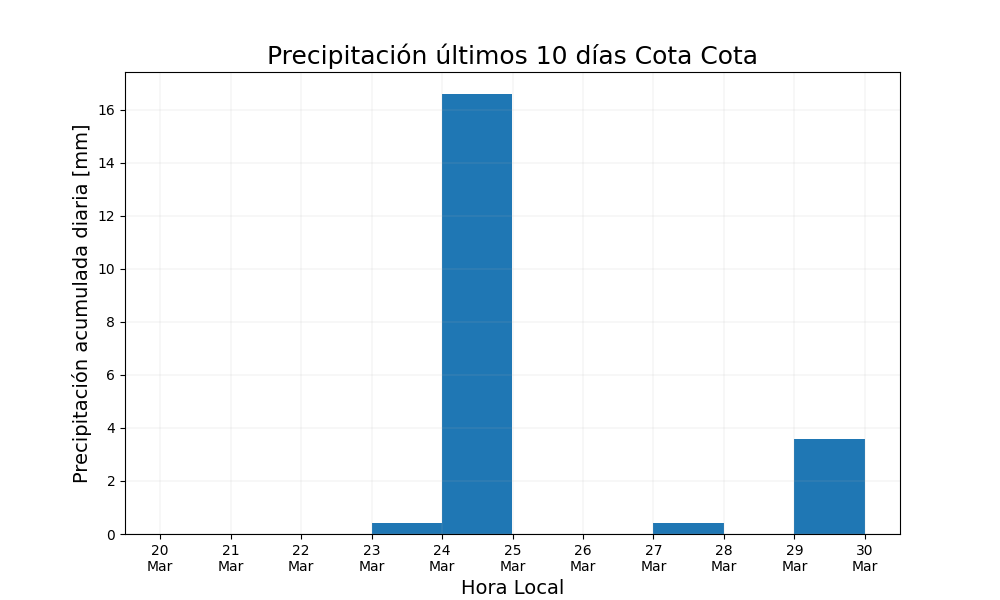 Precipitación últimos 10 días Cota Cota
Precipitación acumulada diaria [mm]
16
14
12
10
8
6
4
2
0
20 21 22 23 24 25 26 27 28 29 30
Mar Mar Mar Mar Mar Mar Mar Mar Mar Mar Mar
Hora Local